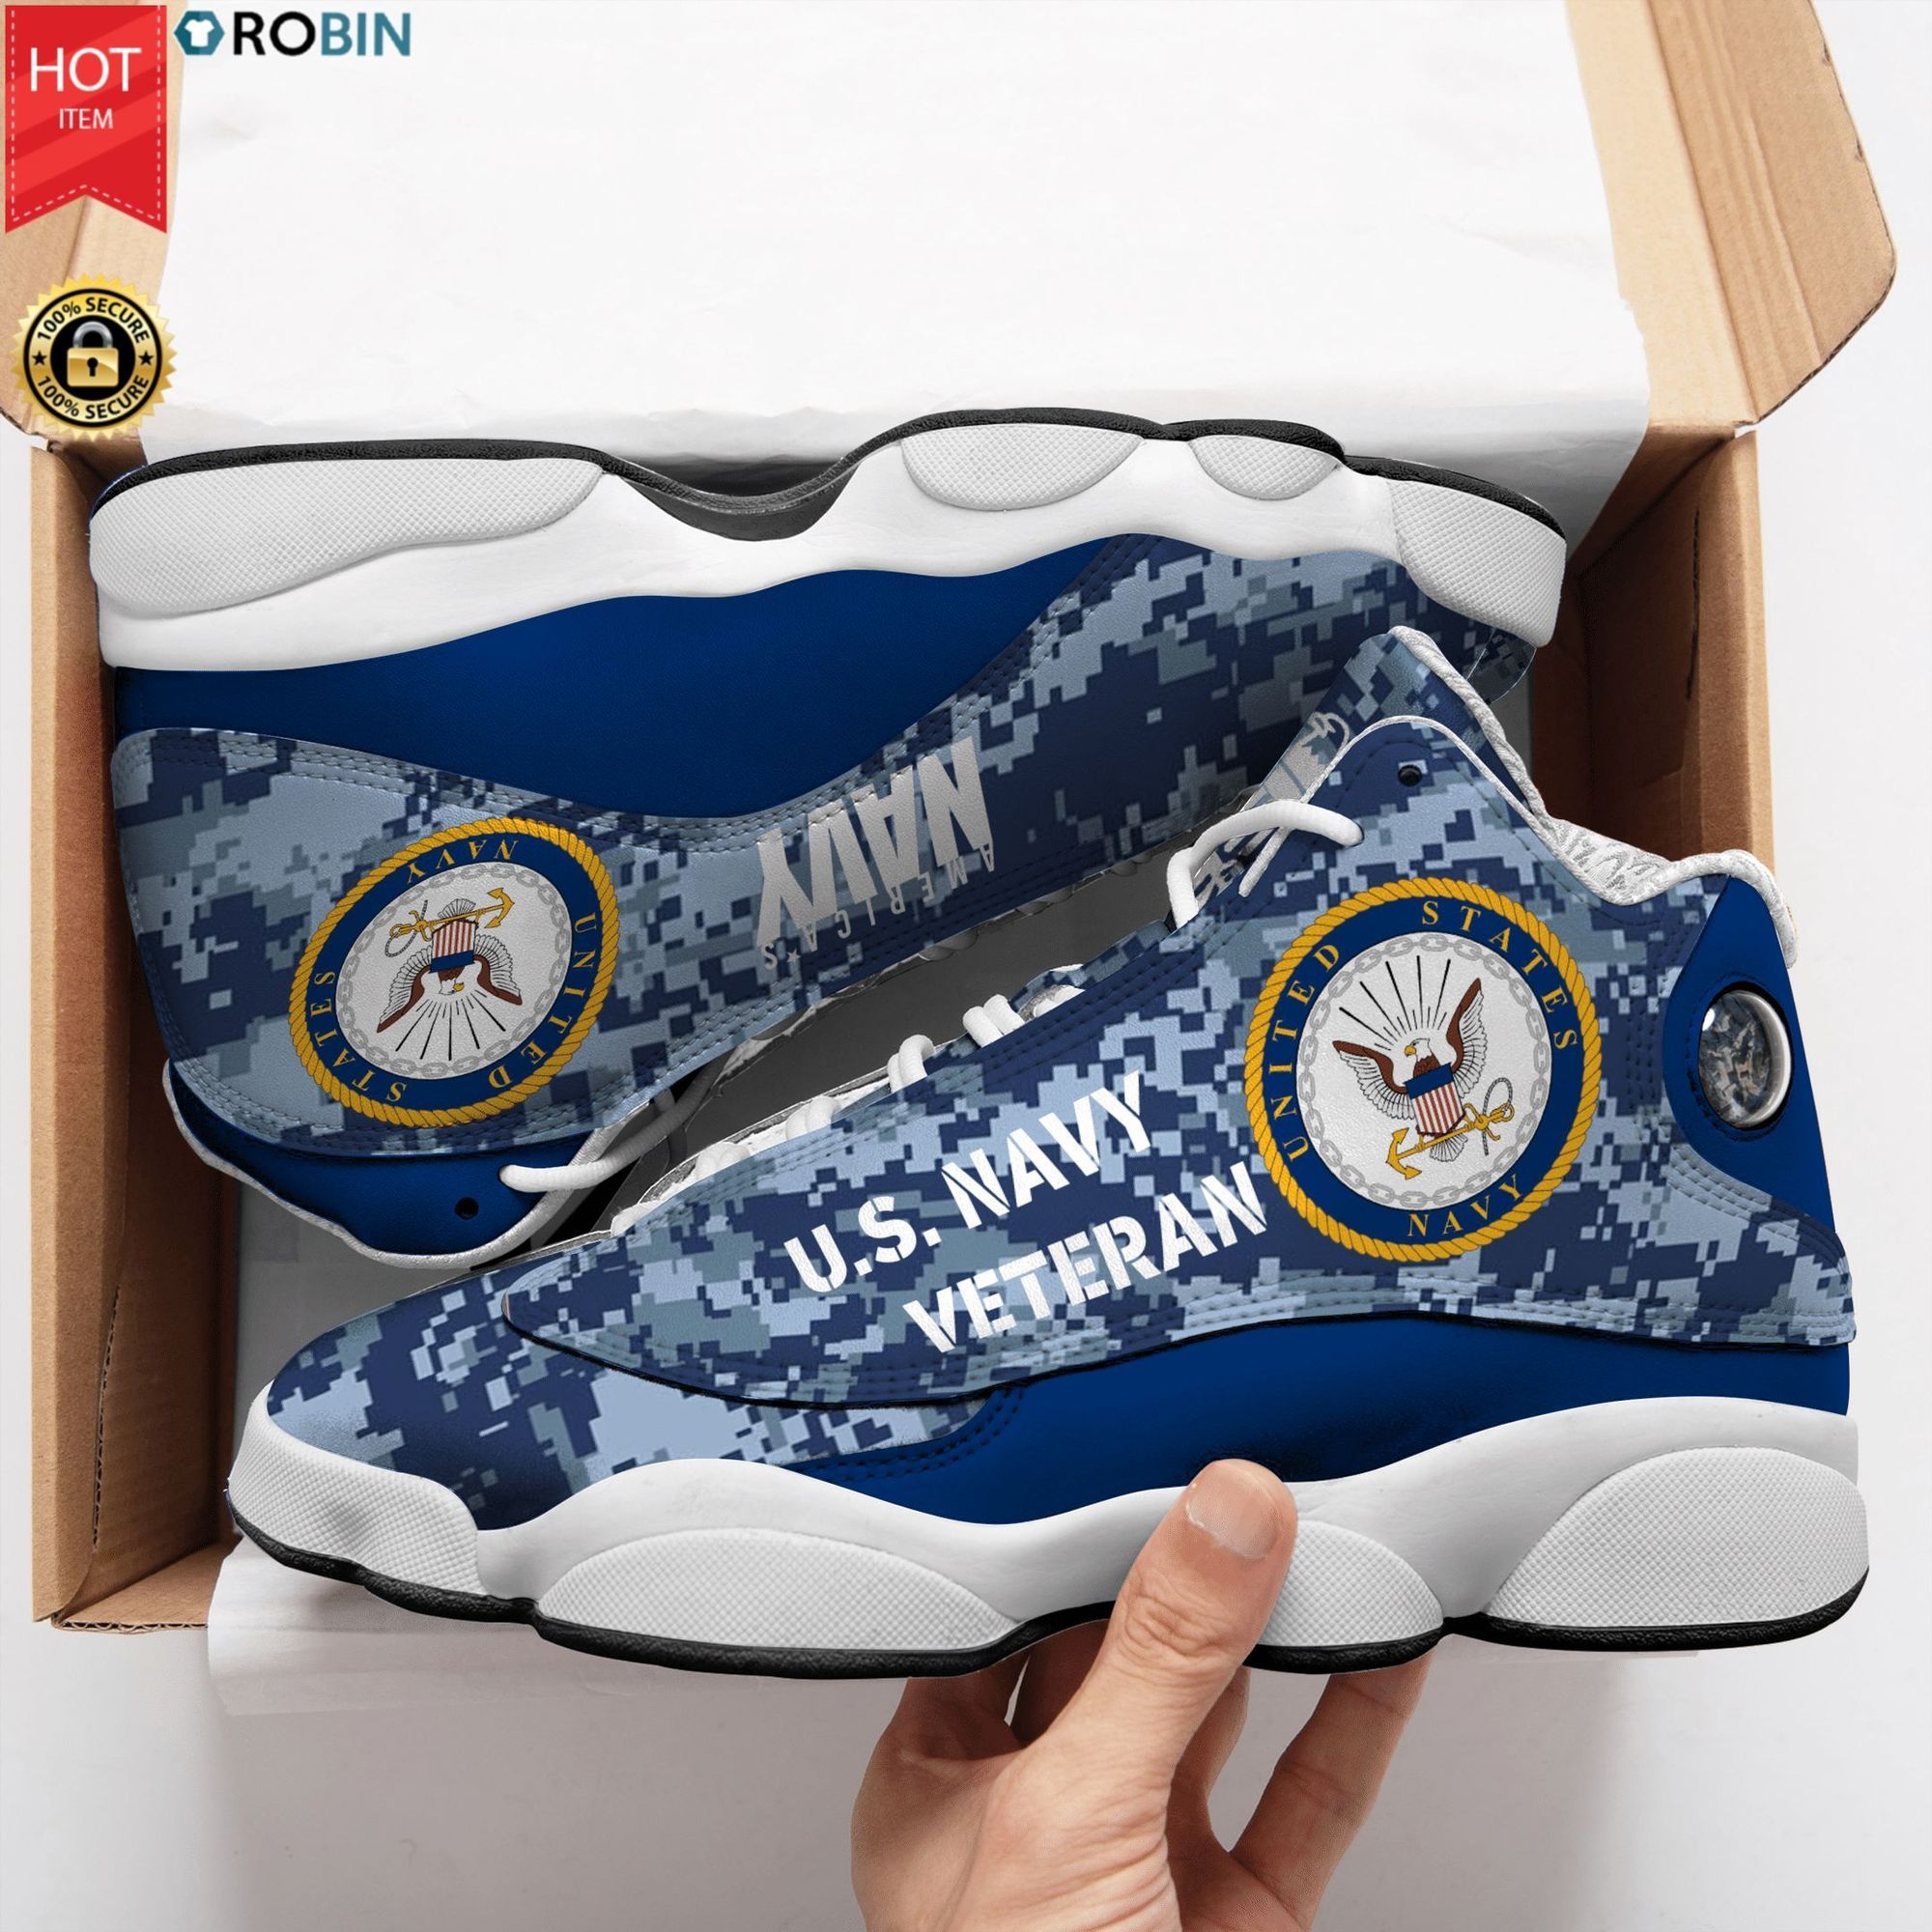 HOT
ITEM
ROBIN
100% SECURE
100% SECURE
AMERICA'S
NAVY
UNITED STATES
NAVY
U.S. NAVY
VETERAN
UNITED STATES
NAVY